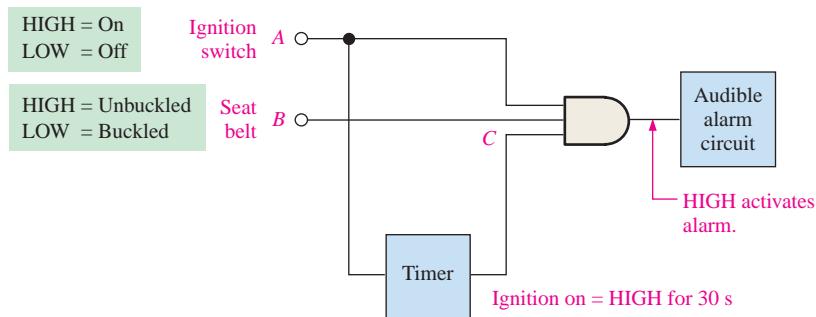 HIGH = On
LOW = Off
Ignition
switch
A
HIGH = Unbuckled
LOW = Buckled
Seat
belt
B
C
Audible
alarm
circuit
HIGH activates
alarm.
Timer
Ignition on = HIGH for 30 s